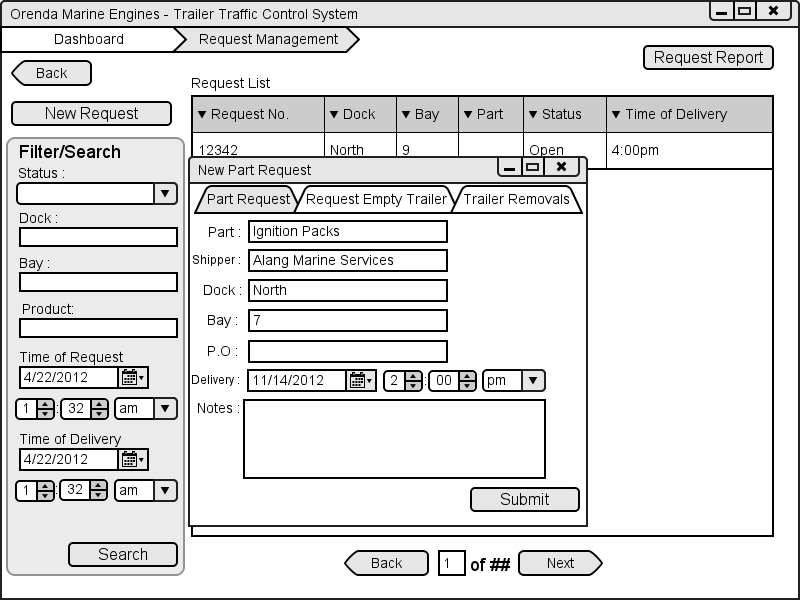 Orenda Marine Engines - Trailer Traffic Control System
Dashboard
Request Management
Back
Request Report
Request List
New Request
Request No. Dock Bay Part Status Time of Delivery
12342 North 9 Open 4:00pm
Filter/Search
Status :
Dock :
Bay :
Product:
Time of Request
4/22/2012
1 : 32 am
Time of Delivery
4/22/2012
1 : 32 am
Search
New Part Request
Part Request Request Empty Trailer Trailer Removals
Part : Ignition Packs
Shipper : Alang Marine Services
Dock : North
Bay : 7
P.O :
Delivery : 11/14/2012 2 : 00 pm
Notes :
Submit
Back 1 of ## Next